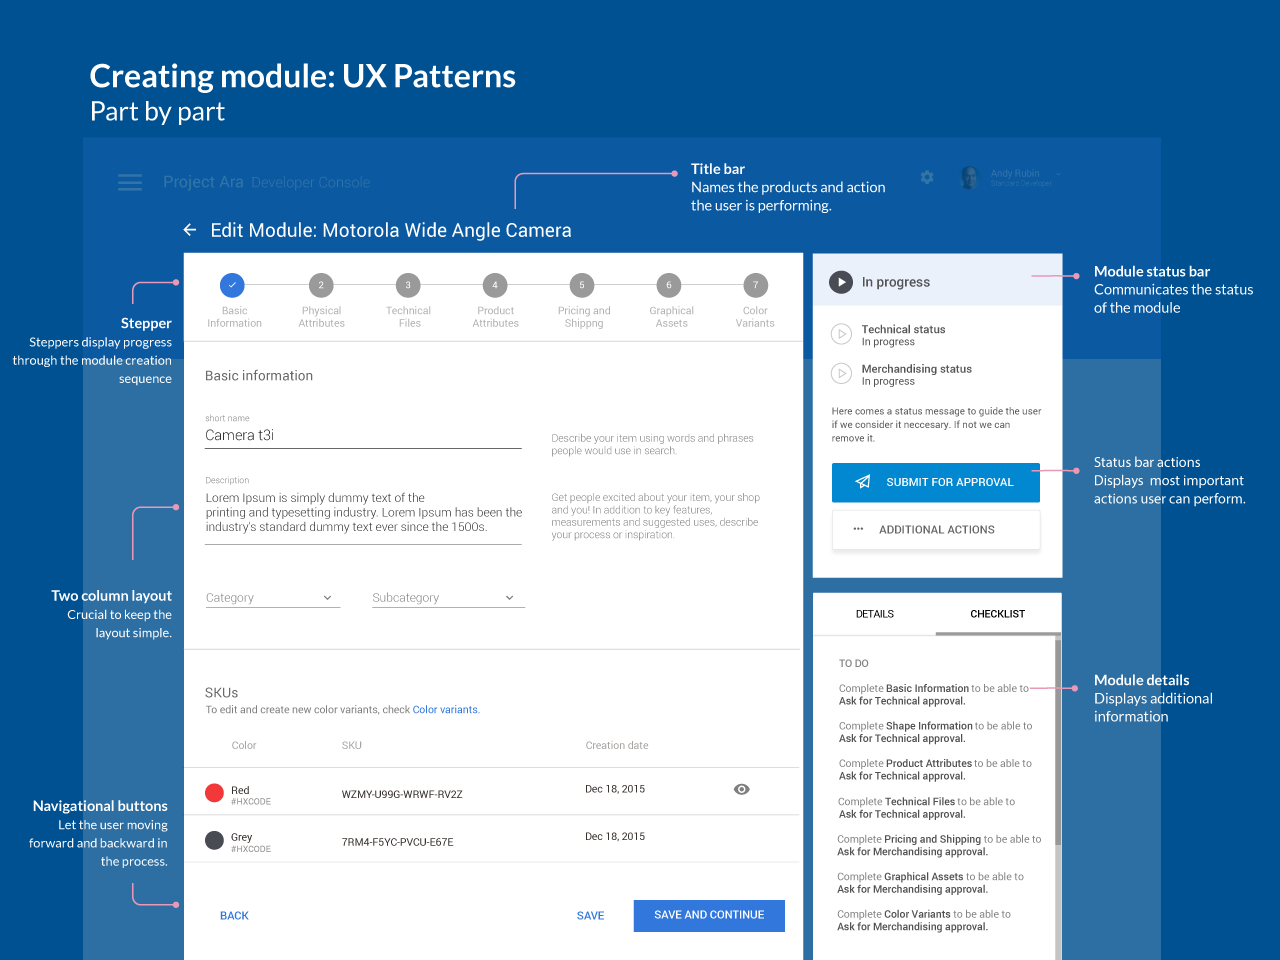 Creating module: UX Patterns
Part by part
Project Ara Developer Console
Andy Rubin
Standard Developer
Title bar
Names the products and action
the user is performing.
Edit Module: Motorola Wide Angle Camera
Stepper
Steppers display progress
through the module creation
sequence
2
3
4
5
6
7
Basic
Information
Physical
Attributes
Technical
Files
Product
Attributes
Pricing and
Shippng
Graphical
Assets
Color
Variants
Basic information
short name
Camera t3i
Describe your item using words and phrases
people would use in search.
Description
Lorem Ipsum is simply dummy text of the
printing and typesetting industry. Lorem Ipsum has been the
industry's standard dummy text ever since the 1500s.
Get people excited about your item, your shop
and you! In addition to key features,
measurements and suggested uses, describe
your process or inspiration.
Two column layout
Crucial to keep the
layout simple.
Category
Subcategory
SKUs
To edit and create new color variants, check Color variants.
Color
SKU
Creation date
Red
#HXCODE
WZMY-U99G-WRWF-RV2Z
Dec 18, 2015
Grey
#HXCODE
7RM4-F5YC-PVCU-E67E
Dec 18, 2015
Navigational buttons
Let the user moving
forward and backward in
the process.
BACK
SAVE
SAVE AND CONTINUE
In progress
Technical status
In progress
Merchandising status
In progress
Here comes a status message to guide the user
if we consider it neccesary. If not we can
remove it.
SUBMIT FOR APPROVAL
ADDITIONAL ACTIONS
Module status bar
Communicates the status
of the module
Status bar actions
Displays most important
actions user can perform.
DETAILS
CHECKLIST
TO DO
Complete Basic Information to be able to
Ask for Technical approval.
Complete Shape Information to be able to
Ask for Technical approval.
Complete Product Attributes to be able to
Ask for Technical approval.
Complete Technical Files to be able to
Ask for Technical approval.
Complete Pricing and Shipping to be able to
Ask for Merchandising approval.
Complete Graphical Assets to be able to
Ask for Merchandising approval.
Complete Color Variants to be able to
Ask for Merchandising approval.
Module details
Displays additional
information